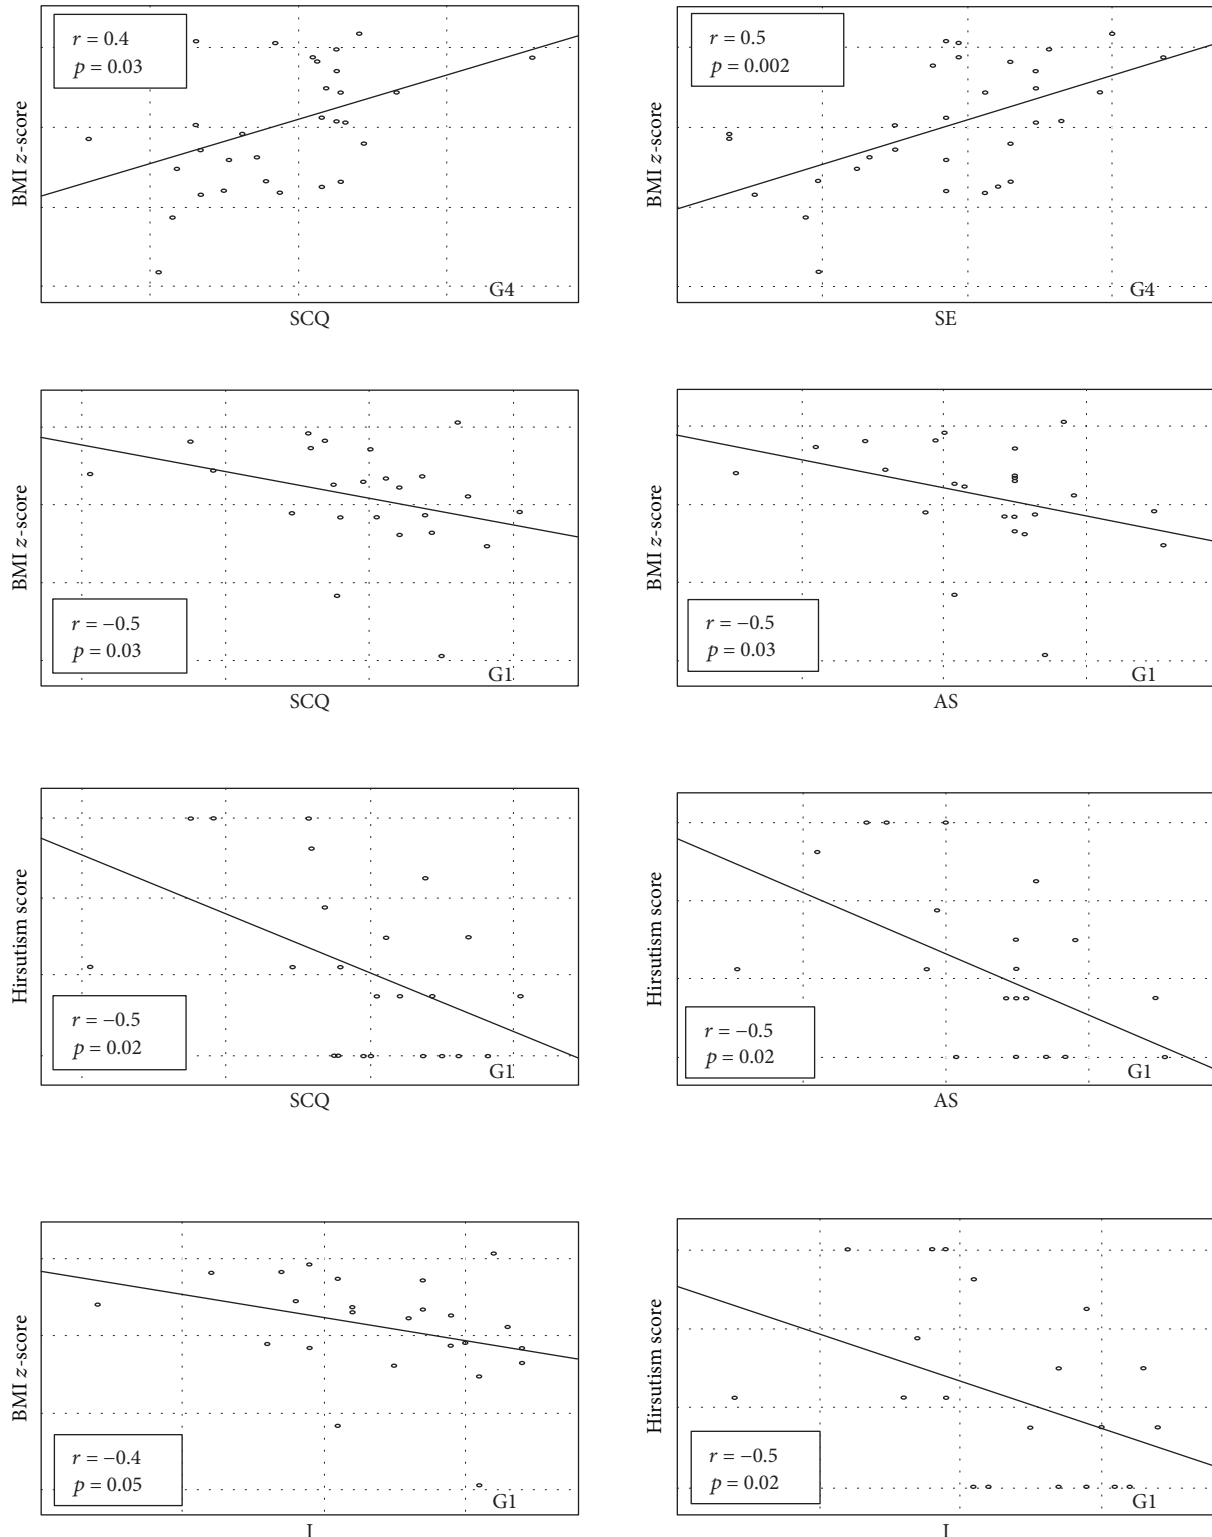 r = 0.4
p = 0.03
BMI z-score
G4
SCQ
r = 0.5
p = 0.002
BMI z-score
G4
SE
BMI z-score
r = −0.5
p = 0.03
G1
SCQ
BMI z-score
r = −0.5
p = 0.03
G1
AS
Hirsutism score
r = −0.5
p = 0.02
G1
SCQ
Hirsutism score
r = −0.5
p = 0.02
G1
AS
BMI z-score
r = −0.4
p = 0.05
G1
Hirsutism score
r = −0.5
p = 0.02
G1